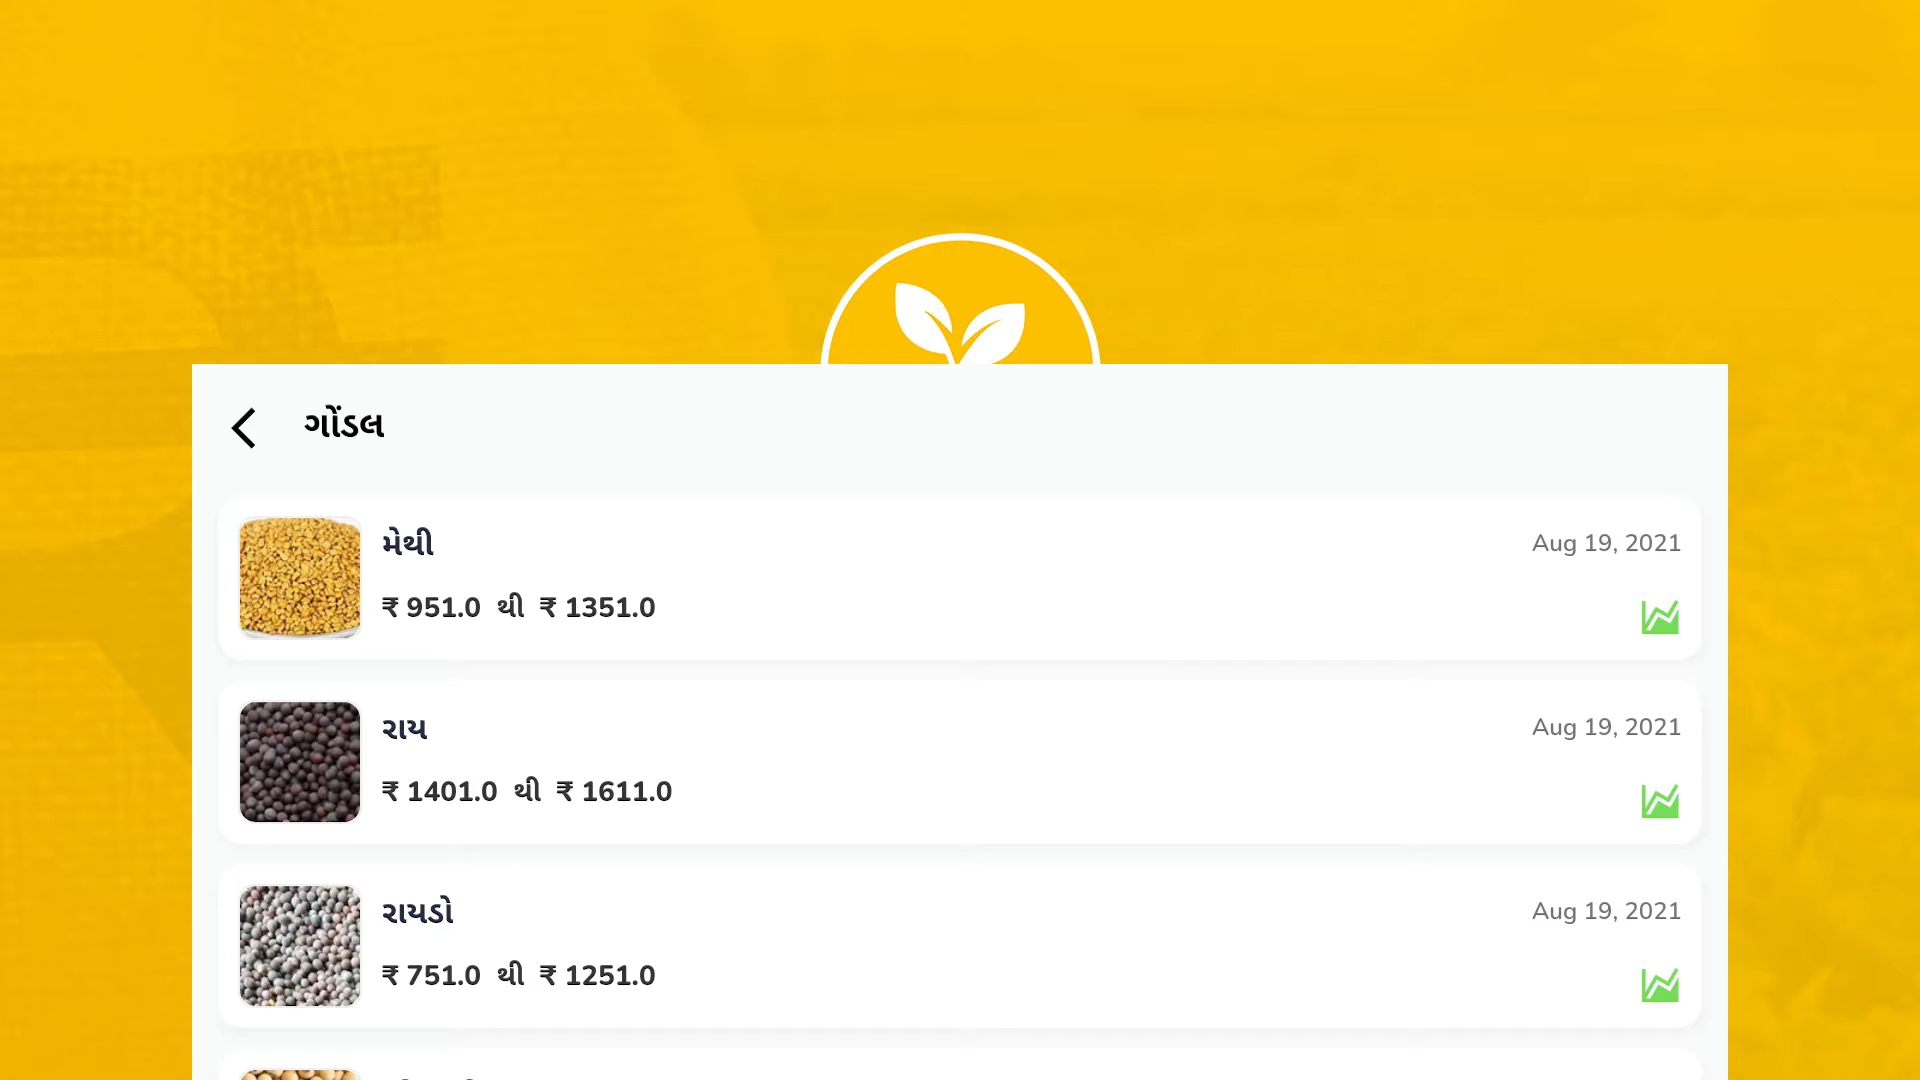 ગોંડલ
મેથી
Aug 19, 2021
₹ 951.0 થી ₹ 1351.0
રાય
Aug 19, 2021
₹ 1401.0 થી ₹ 1611.0
રાયડો
Aug 19, 2021
₹ 751.0 થી ₹ 1251.0